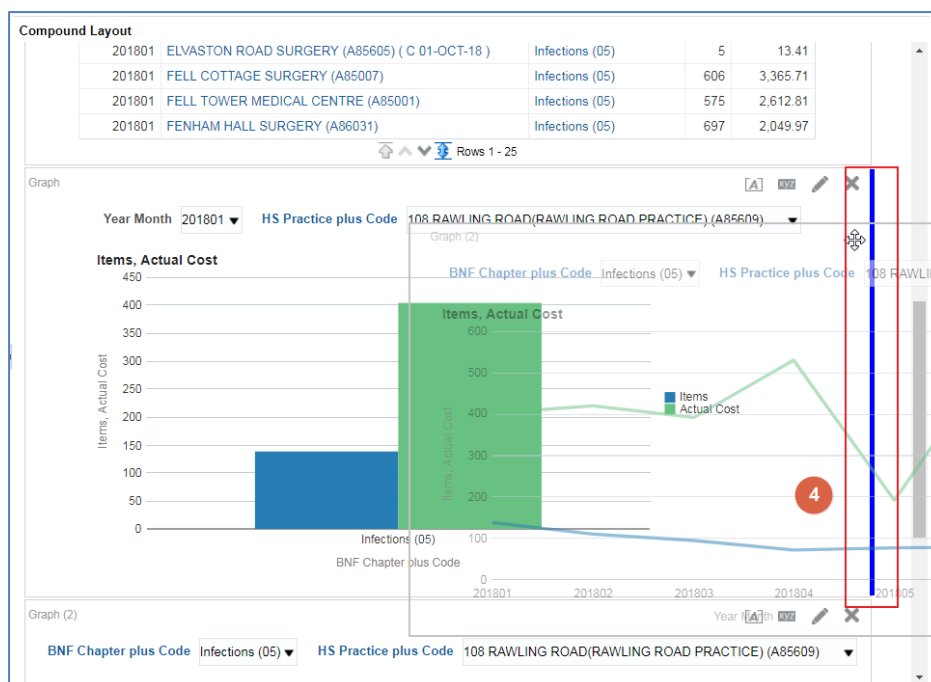 Compound Layout
201801 ELVASTON ROAD SURGERY (A85605) ( C 01-OCT-18 ) Infections (05) 5 13.41
201801 FELL COTTAGE SURGERY (A85007) Infections (05) 606 3,365.71
201801 FELL TOWER MEDICAL CENTRE (A85001) Infections (05) 575 2,612.81
201801 FENHAM HALL SURGERY (A86031) Infections (05) 697 2,049.97
Rows 1 - 25
Graph
[A] xyz
Year Month 201801 HS Practice plus Code 108 RAWLING ROAD(RAWLING ROAD PRACTICE) (A85609)
Graph (2)
BNF Chapter plus Code Infections (05) HS Practice plus Code 108 RAWLI
Items, Actual Cost
450
400
350
300
250
200
150
100
50
0
Items, Actual Cost
Infections (05)
BNF Chapter plus Code
Items
Actual Cost
Items, Actual Cost
600
500
400
300
200
100
0
Items, Actual Cost
201801 201802 201803 201804 201805
Year Month
4
Graph (2)
[A] xyz
BNF Chapter plus Code Infections (05) HS Practice plus Code 108 RAWLING ROAD(RAWLING ROAD PRACTICE) (A85609)